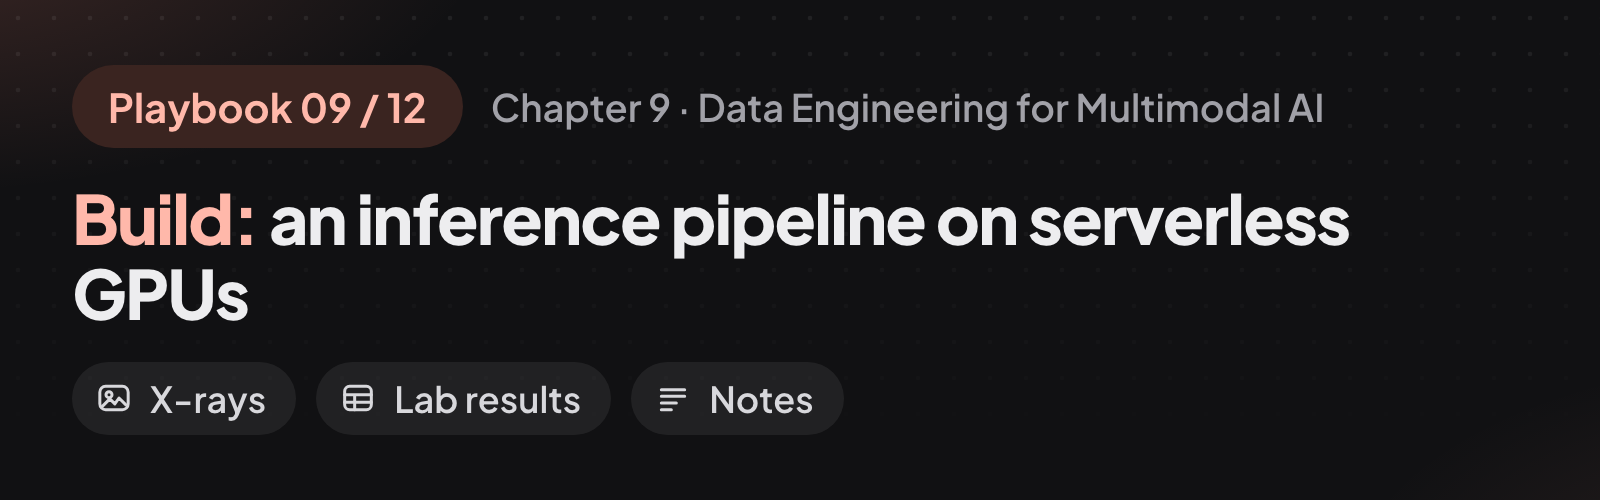 Playbook 09 / 12
Chapter 9 · Data Engineering for Multimodal AI
Build: an inference pipeline on serverless
GPUs
X-rays
Lab results
Notes